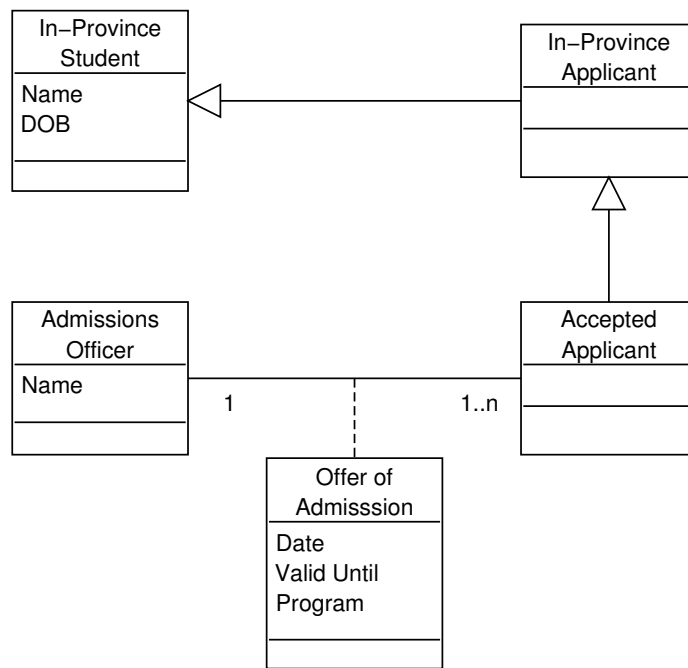 In−Province
Student
Name
DOB
In−Province
Applicant
Admissions
Officer
Name
1
1..n
Accepted
Applicant
Offer of
Admisssion
Date
Valid Until
Program